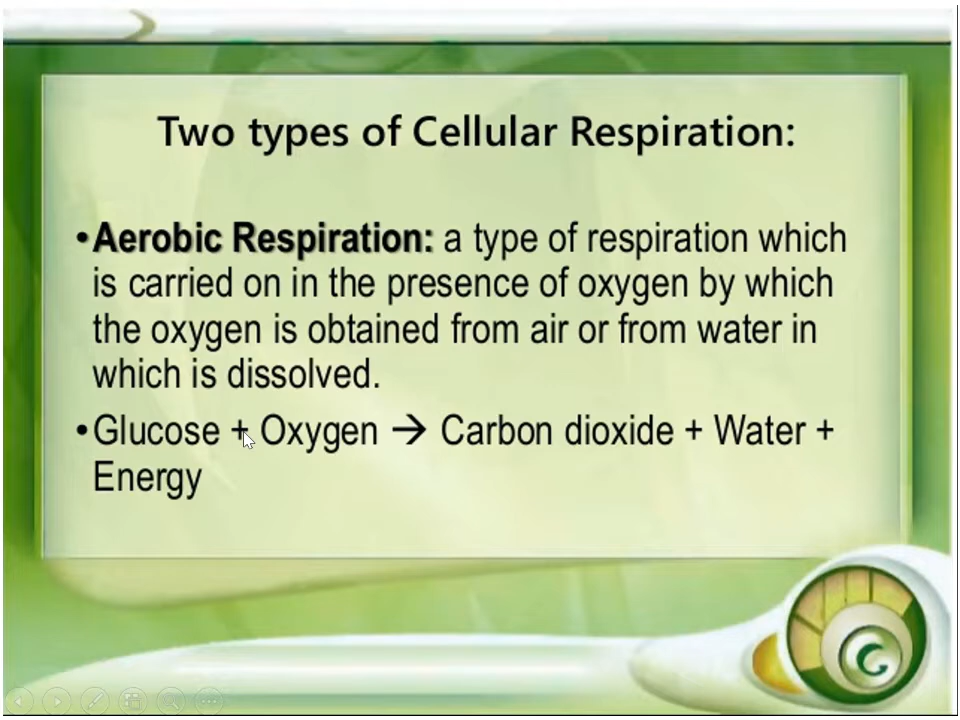 Two types of Cellular Respiration:
•Aerobic Respiration: a type of respiration which
is carried on in the presence of oxygen by which
the oxygen is obtained from air or from water in
which is dissolved.
•Glucose + Oxygen → Carbon dioxide + Water +
Energy